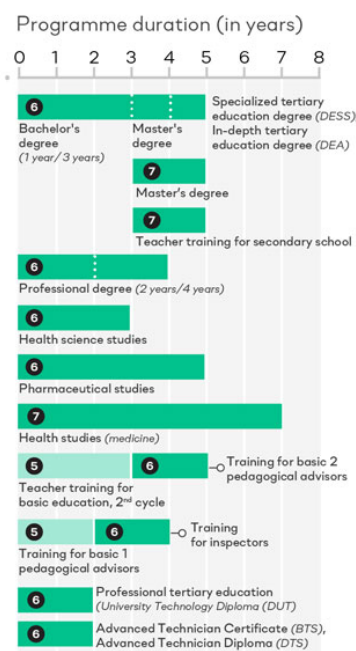 Programme duration (in years)
0 1 2 3 4 5 6 7 8
6
Specialized tertiary
education degree (DESS)
In-depth tertiary
education degree (DEA)
Bachelor's
degree
(1 year/3 years)
Master's
degree
7
Master's degree
7
Teacher training for secondary school
6
Professional degree (2 years/4 years)
6
Health science studies
6
Pharmaceutical studies
7
Health studies (medicine)
5
6
Training for basic 2
pedagogical advisors
Teacher training for
basic education, 2nd cycle
5
6
Training
for inspectors
Training for basic 1
pedagogical advisors
6
Professional tertiary education
(University Technology Diploma (DUT)
6
Advanced Technician Certificate (BTS),
Advanced Technician Diploma (DTS)